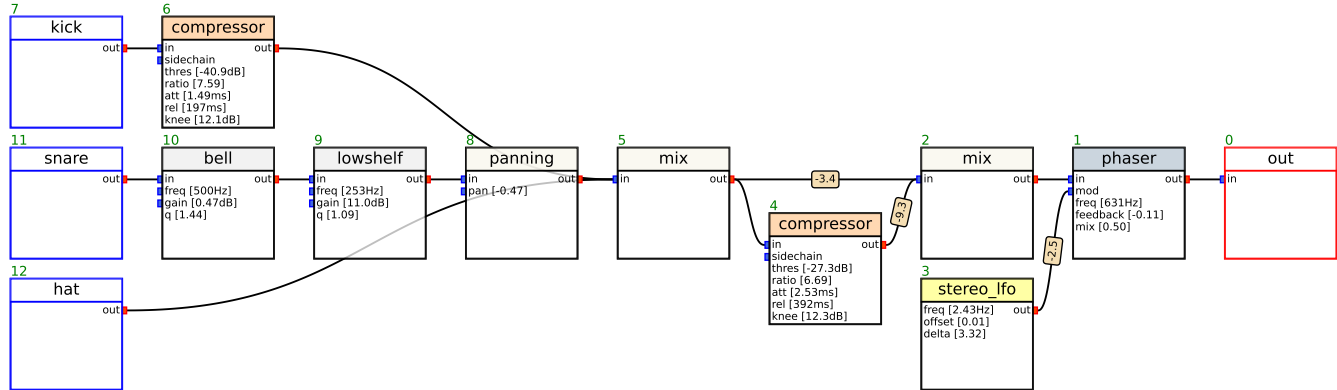 7
kick
out
6
compressor
in out
sidechain
thres [-40.9dB]
ratio [7.59]
att [1.49ms]
rel [197ms]
knee [12.1dB]
11
snare
out
10
bell
in out
freq [500Hz]
gain [0.47dB]
q [1.44]
9
lowshelf
in out
freq [253Hz]
gain [11.0dB]
q [1.09]
8
panning
in out
pan [-0.47]
5
mix
in out
-3.4
4
compressor
in out
sidechain
thres [-27.3dB]
ratio [6.69]
att [2.53ms]
rel [392ms]
knee [12.3dB]
-9.3
2
mix
in out
3
stereo_lfo
freq [2.43Hz] out
offset [0.01]
delta [3.32]
-2.5
1
phaser
in out
mod
freq [631Hz]
feedback [-0.11]
mix [0.50]
0
out
in
12
hat
out